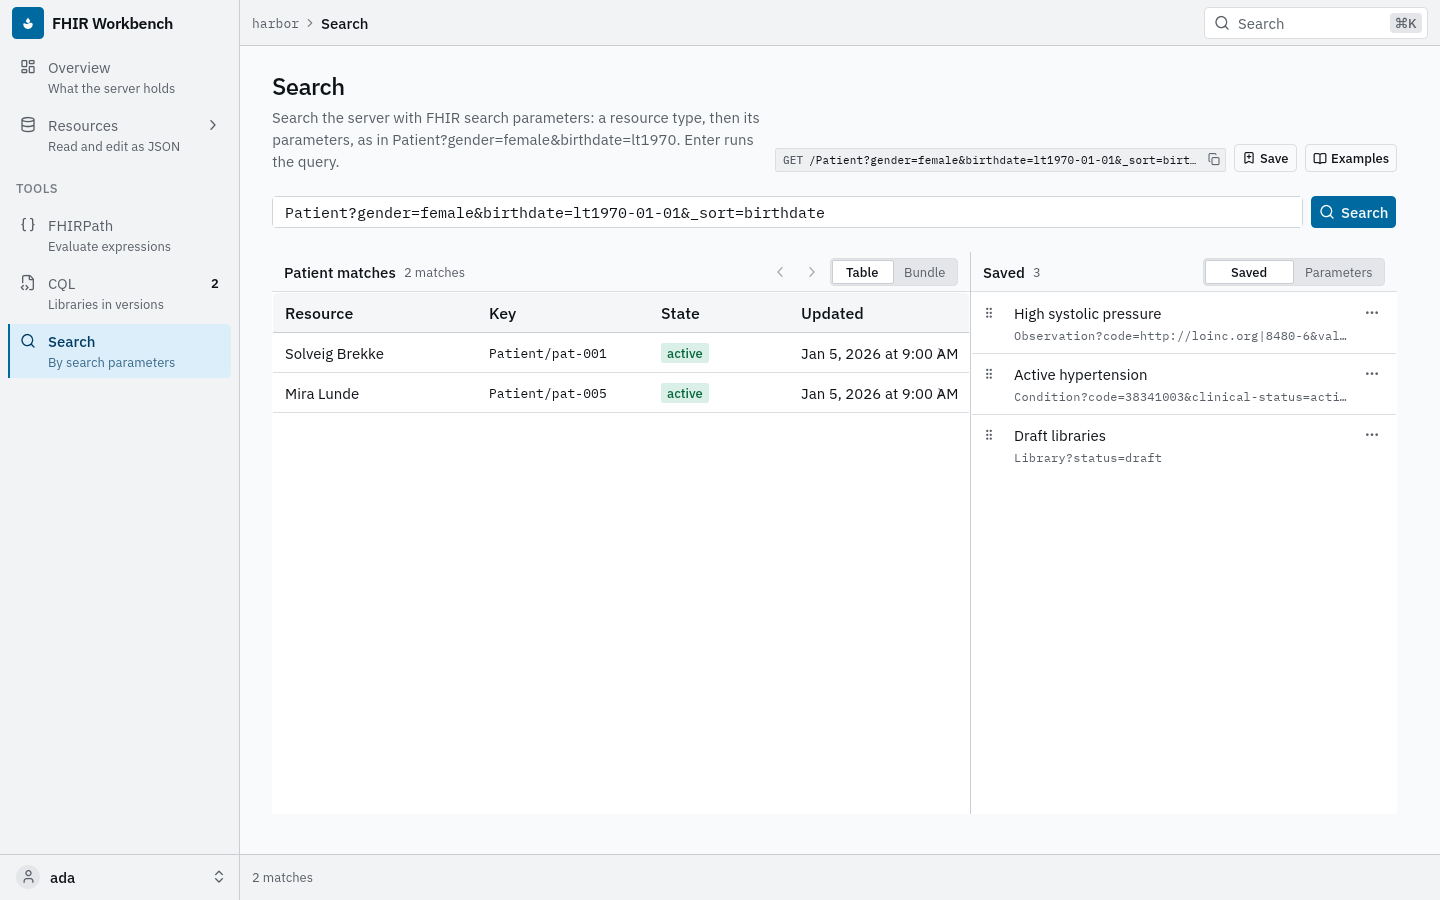 FHIR Workbench
harbor
Search
Search
⌘K
Overview
What the server holds
Resources
Read and edit as JSON
TOOLS
FHIRPath
Evaluate expressions
CQL
2
Libraries in versions
Search
By search parameters
ada
Search
Search the server with FHIR search parameters: a resource type, then its
parameters, as in Patient?gender=female&birthdate=lt1970. Enter runs
the query.
GET /Patient?gender=female&birthdate=lt1970-01-01&_sort=birt…
Save
Examples
Patient?gender=female&birthdate=lt1970-01-01&_sort=birthdate
Search
Patient matches 2 matches
Table
Bundle
Resource Key State Updated
Solveig Brekke Patient/pat-001 active Jan 5, 2026 at 9:00 AM
Mira Lunde Patient/pat-005 active Jan 5, 2026 at 9:00 AM
Saved 3
Saved
Parameters
High systolic pressure
Observation?code=http://loinc.org|8480-6&val…
Active hypertension
Condition?code=38341003&clinical-status=acti…
Draft libraries
Library?status=draft
2 matches